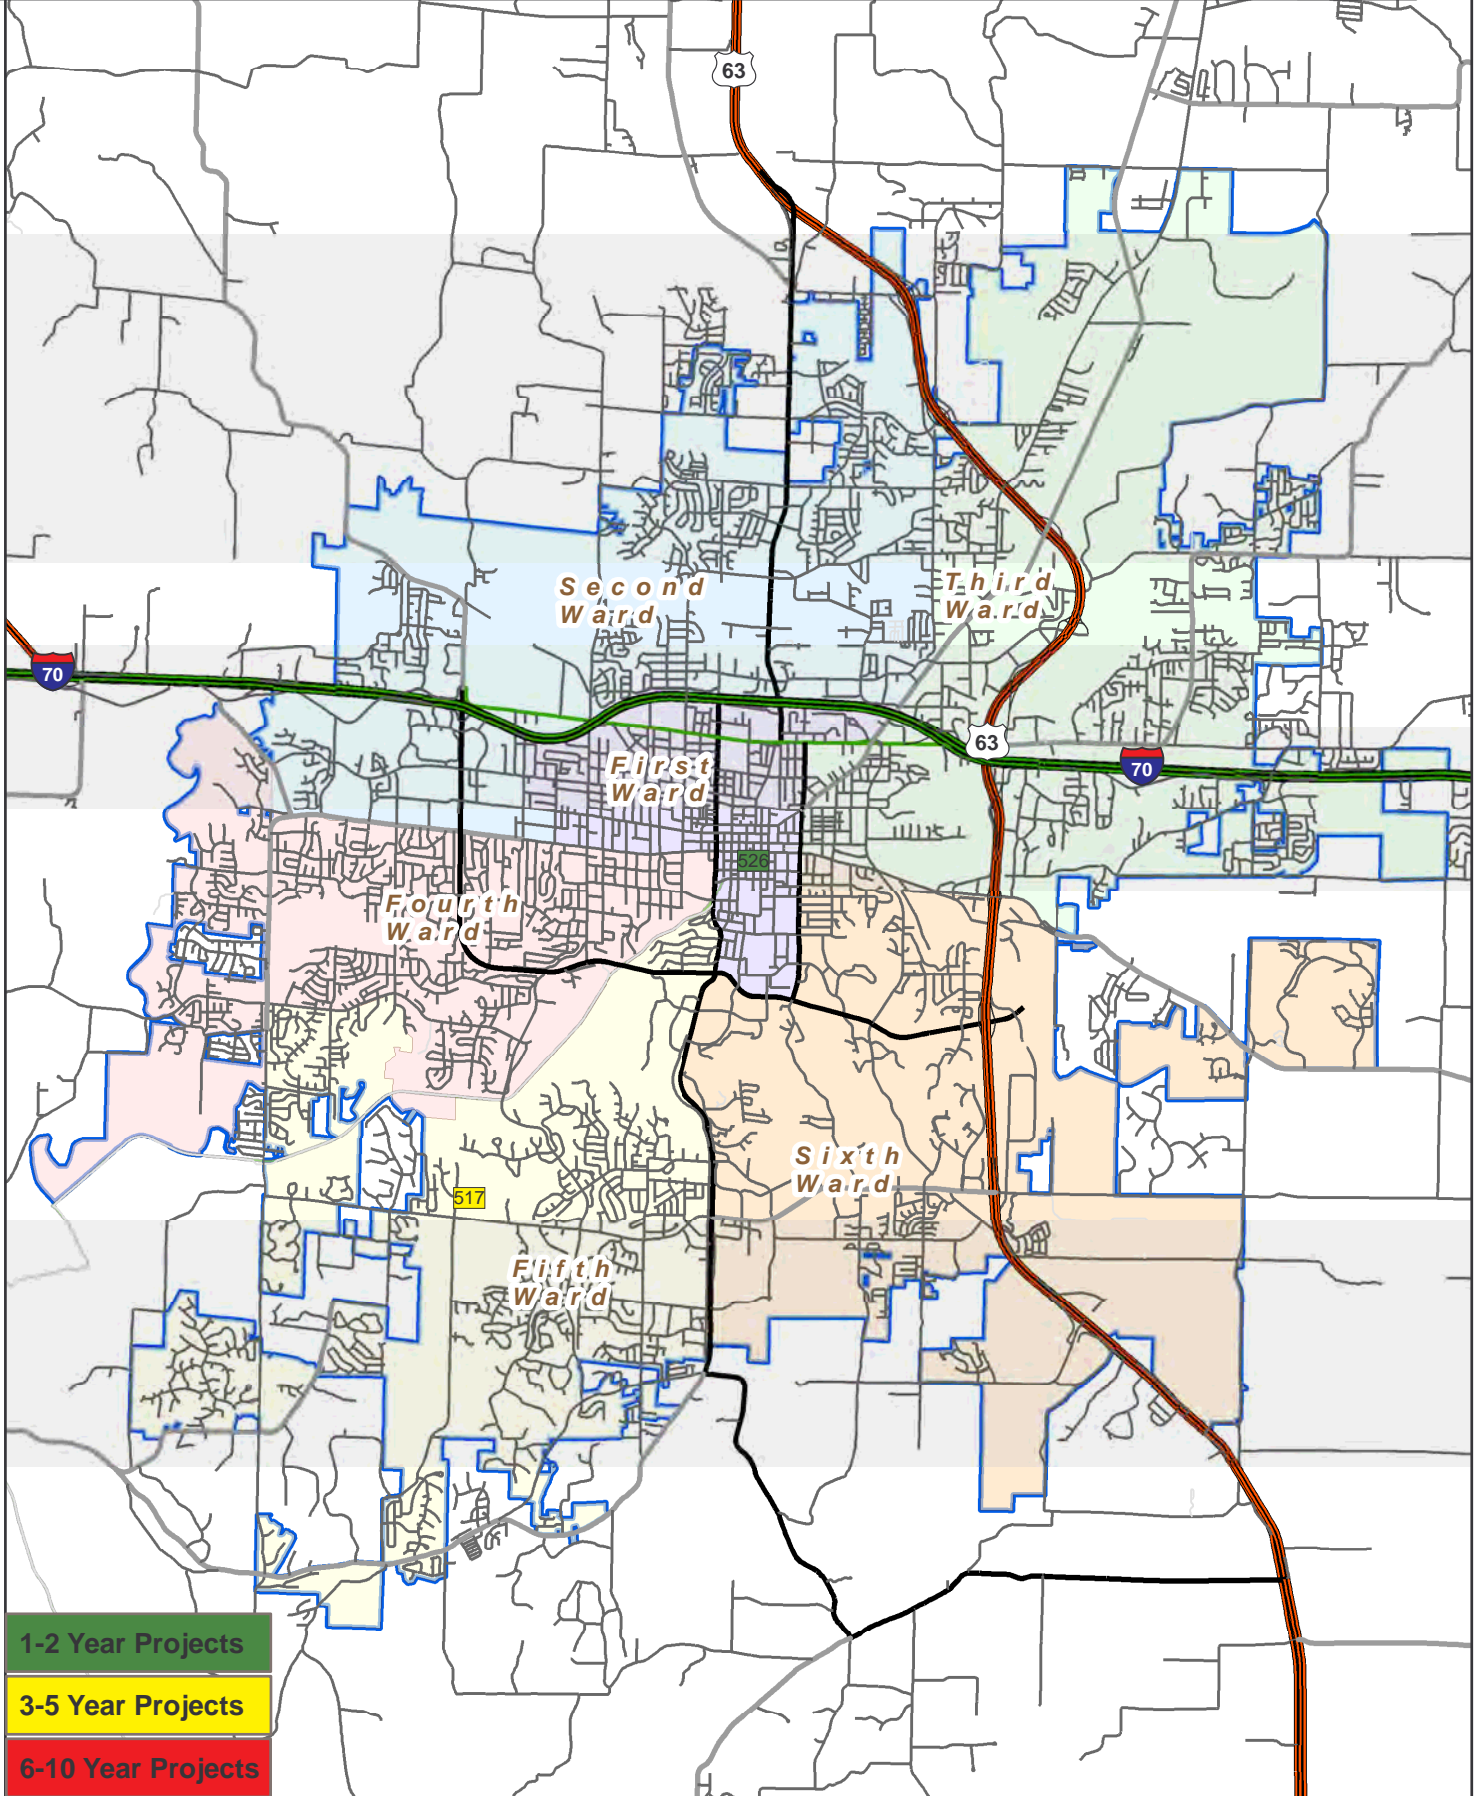 63
Second
Ward
Third
Ward
70
63
70
First
Ward
526
Fourth
Ward
Sixth
Ward
517
Fifth
Ward
1-2 Year Projects
3-5 Year Projects
6-10 Year Projects